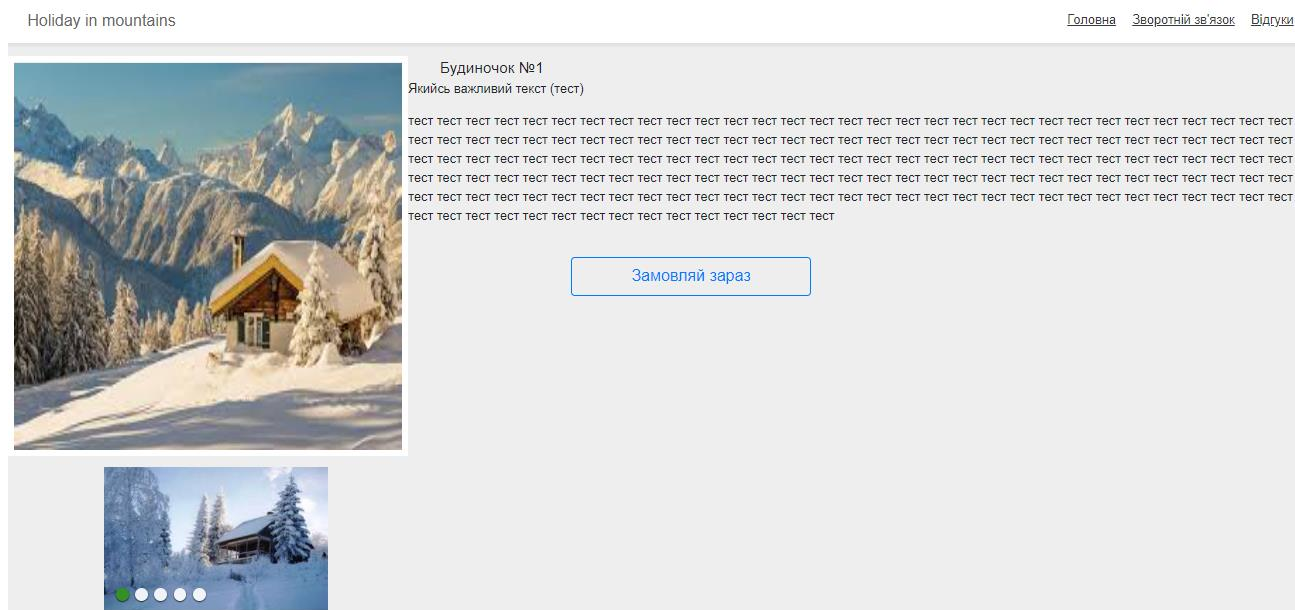 Holiday in mountains
Головна Зворотній зв'язок Відгуки
Будиночок №1
Якийсь важливий текст (тест)
тест тест тест тест тест тест тест тест тест тест тест тест тест тест тест тест тест тест тест тест тест тест тест тест тест тест тест тест тест тест тест
тест тест тест тест тест тест тест тест тест тест тест тест тест тест тест тест тест тест тест тест тест тест тест тест тест тест тест тест тест тест тест
тест тест тест тест тест тест тест тест тест тест тест тест тест тест тест тест тест тест тест тест тест тест тест тест тест тест тест тест тест тест тест
тест тест тест тест тест тест тест тест тест тест тест тест тест тест тест тест тест тест тест тест тест тест тест тест тест тест тест тест тест тест тест
тест тест тест тест тест тест тест тест тест тест тест тест тест тест тест тест тест тест тест тест тест тест тест тест тест тест тест тест тест тест тест
тест тест тест тест тест тест тест тест тест тест тест тест тест тест тест
Замовляй зараз